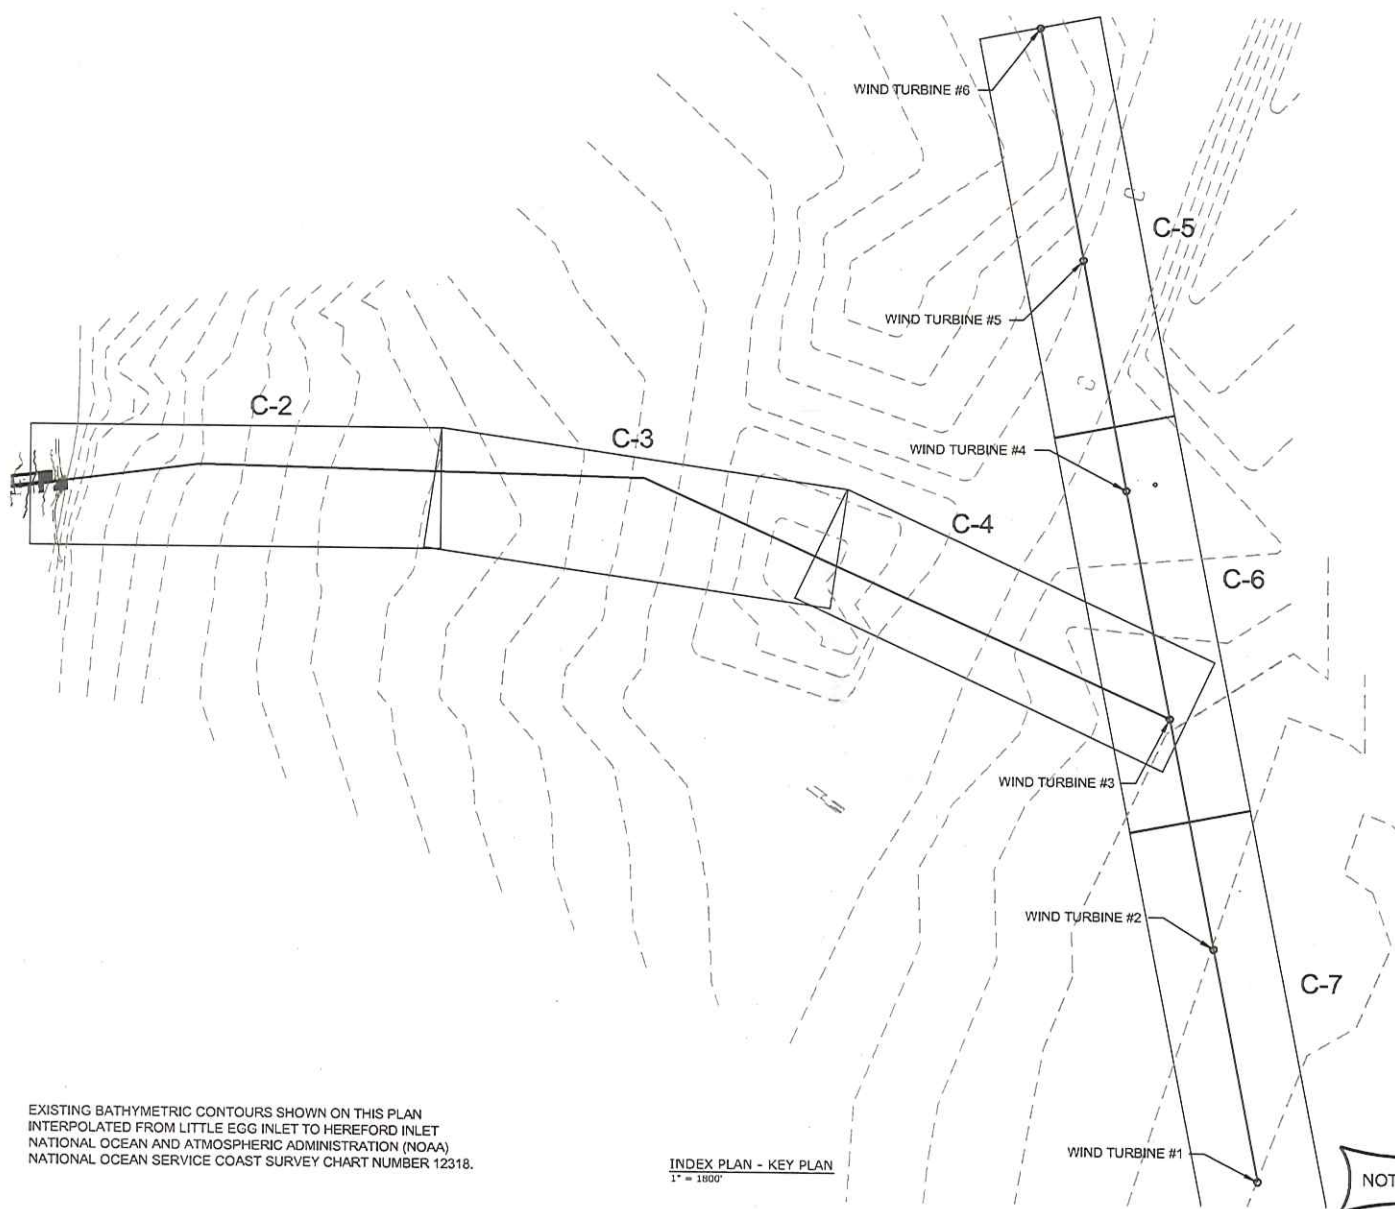 WIND TURBINE #6
C-5
WIND TURBINE #5
C-2
C-3
WIND TURBINE #4
C-4
C-6
WIND TURBINE #3
WIND TURBINE #2
C-7
EXISTING BATHYMETRIC CONTOURS SHOWN ON THIS PLAN
INTERPOLATED FROM LITTLE EGG INLET TO HEREFORD INLET
NATIONAL OCEAN AND ATMOSPHERIC ADMINISTRATION (NOAA)
NATIONAL OCEAN SERVICE COAST SURVEY CHART NUMBER 12318.
INDEX PLAN - KEY PLAN
1" = 1800'
WIND TURBINE #1
NOT